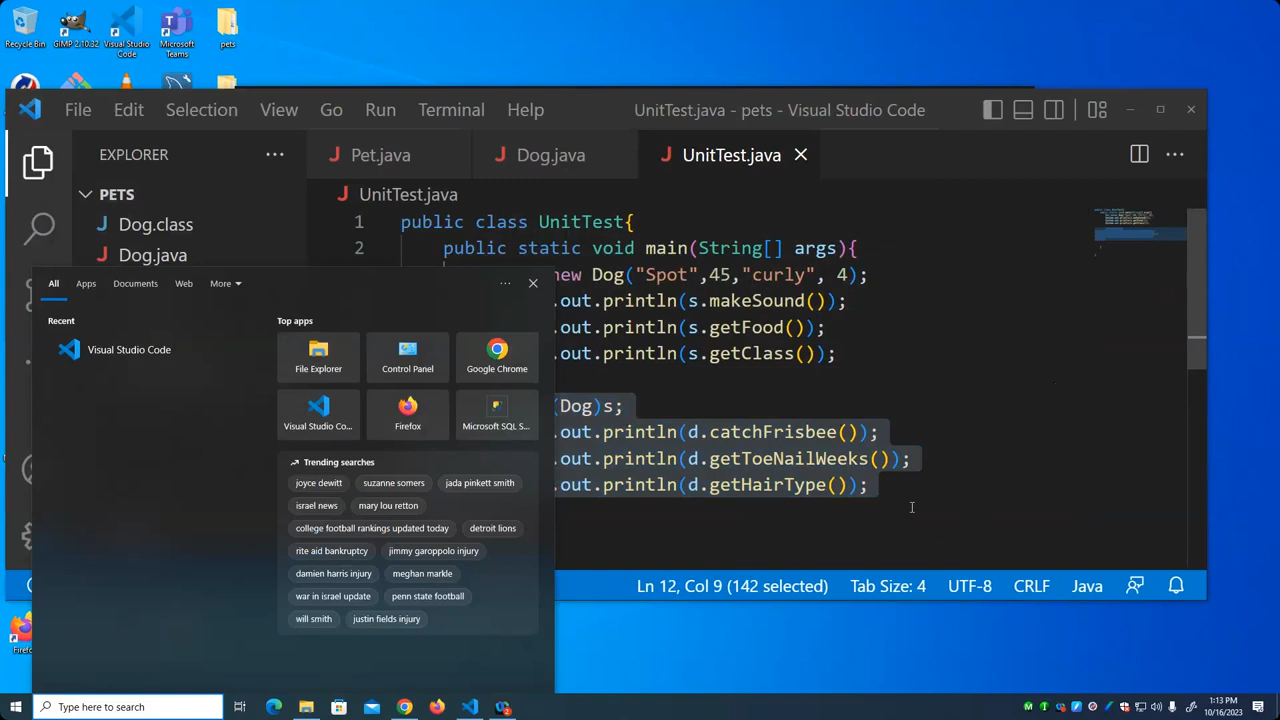 Recycle Bin
GIMP 2.10.32
Visual Studio
Code
Microsoft
Teams
pets
File Edit Selection View Go Run Terminal Help
UnitTest.java - pets - Visual Studio Code
EXPLORER
Pet.java
Dog.java
UnitTest.java
PETS
Dog.class
Dog.java
UnitTest.java
1 public class UnitTest{
2 public static void main(String[] args){
new Dog("Spot",45,"curly", 4);
.out.println(s.makeSound());
.out.println(s.getFood());
.out.println(s.getClass());
(Dog)s;
.out.println(d.catchFrisbee());
.out.println(d.getToeNailWeeks());
.out.println(d.getHairType());
All Apps Documents Web More
Recent
Visual Studio Code
Top apps
File Explorer
Control Panel
Google Chrome
Visual Studio Co...
Firefox
Microsoft SQL S...
Trending searches
joyce dewitt
suzanne somers
jada pinkett smith
israel news
mary lou retton
college football rankings updated today
detroit lions
rite aid bankruptcy
jimmy garoppolo injury
damien harris injury
meghan markle
war in israel update
penn state football
will smith
justin fields injury
Ln 12, Col 9 (142 selected) Tab Size: 4 UTF-8 CRLF Java
Type here to search
1:13 PM
10/16/2023